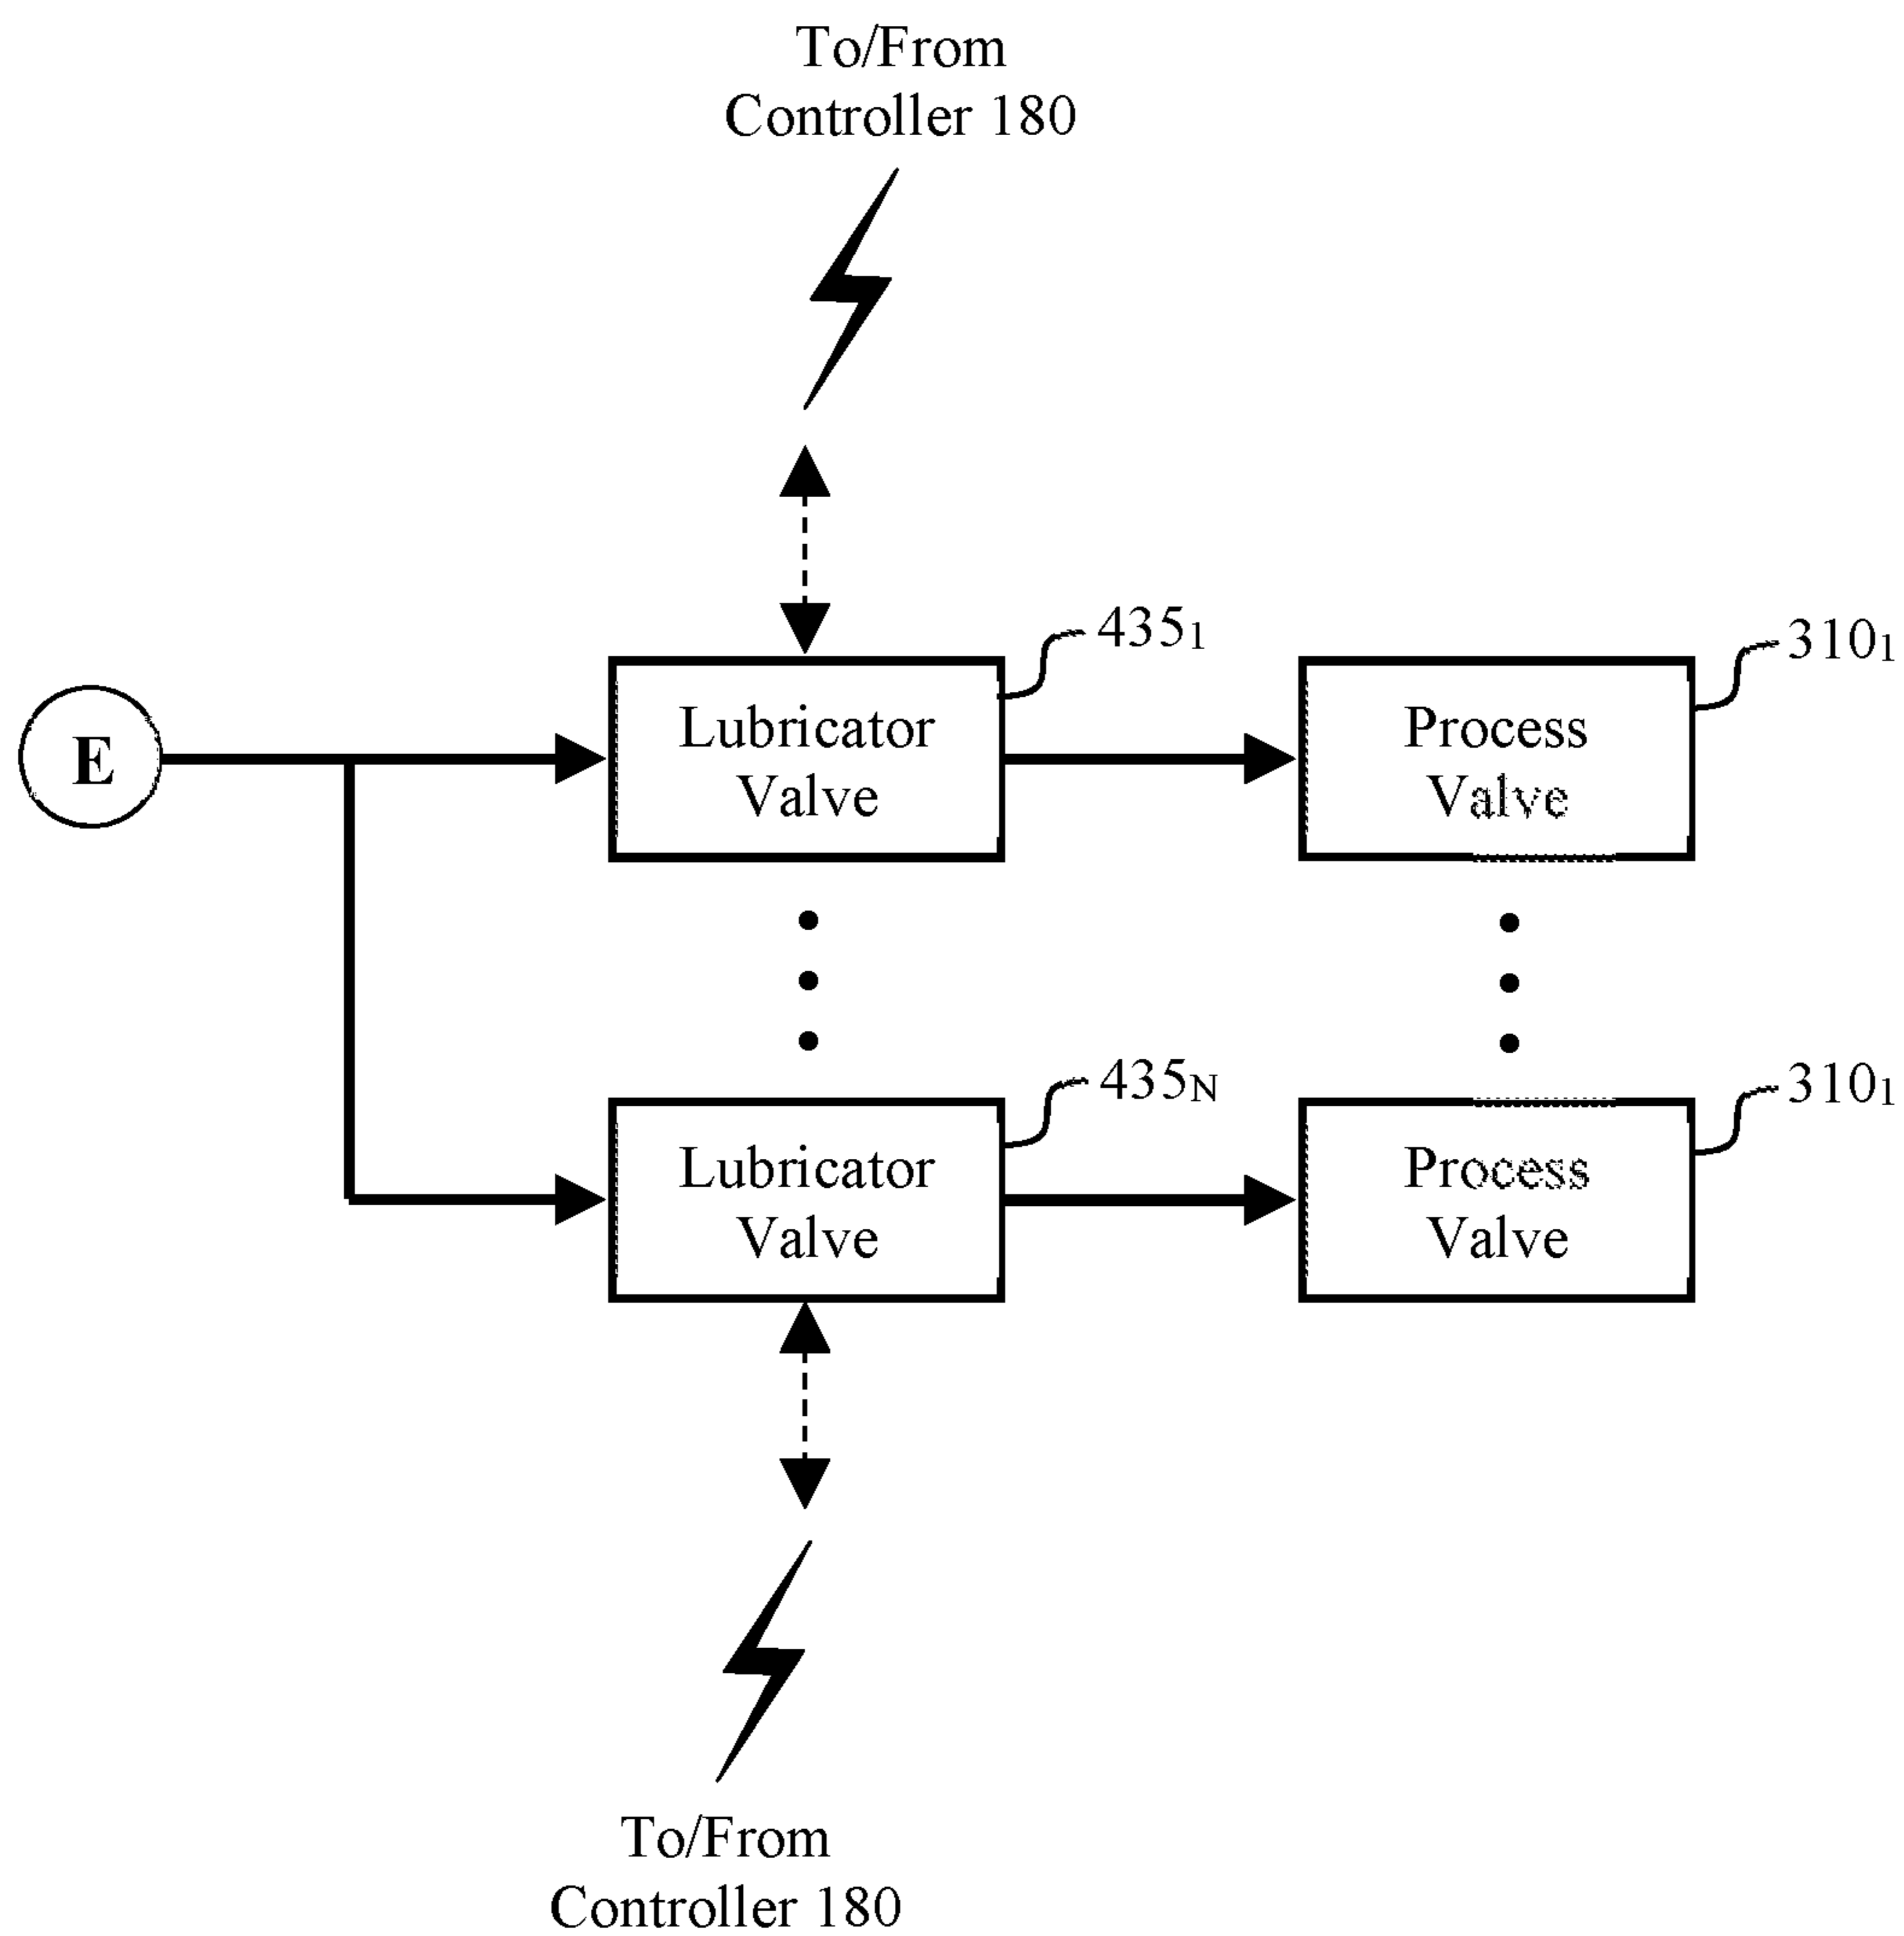 To/From
Controller 180
435₁
310₁
E
Lubricator
Valve
Process
Valve
435ₙ
310₁
Lubricator
Valve
Process
Valve
To/From
Controller 180